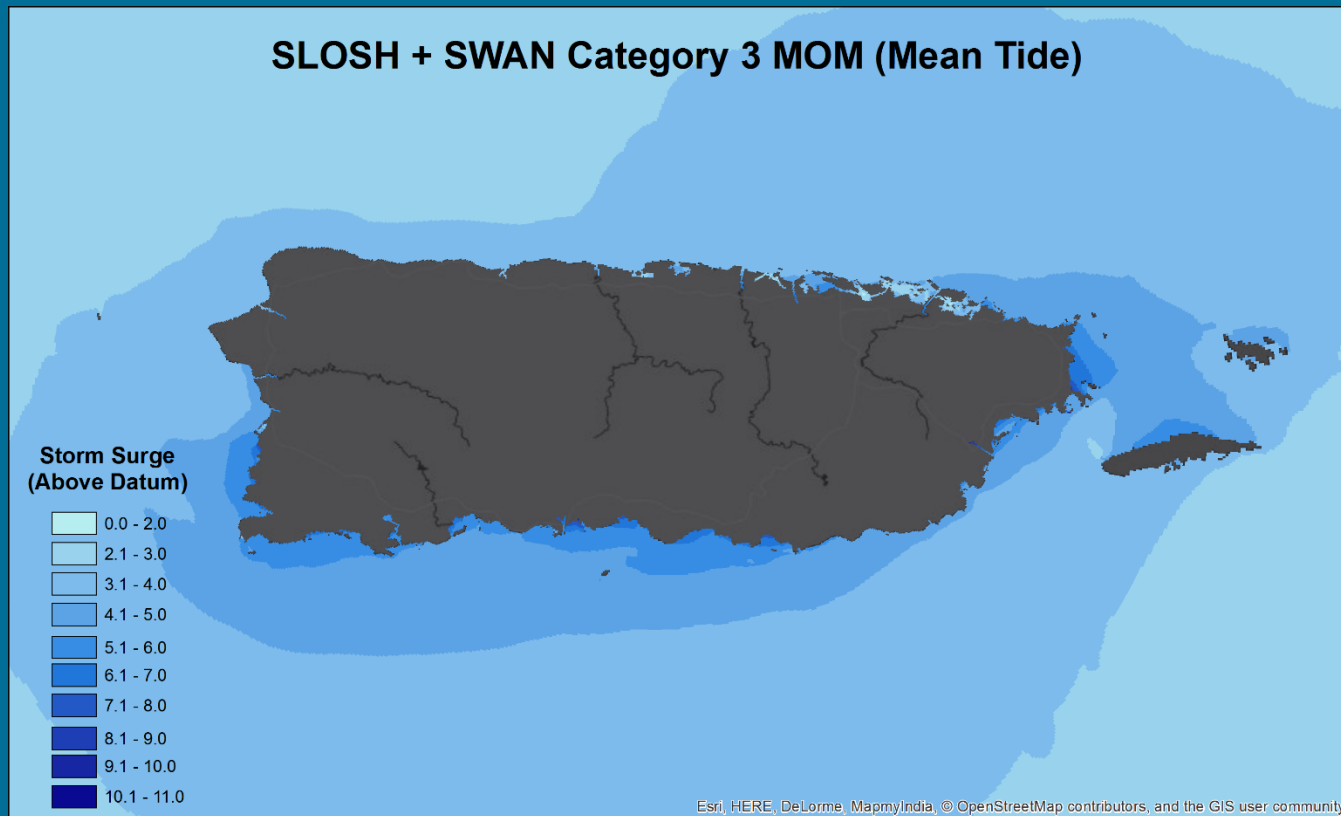 SLOSH + SWAN Category 3 MOM (Mean Tide)
Storm Surge
(Above Datum)
0.0 - 2.0
2.1 - 3.0
3.1 - 4.0
4.1 - 5.0
5.1 - 6.0
6.1 - 7.0
7.1 - 8.0
8.1 - 9.0
9.1 - 10.0
10.1 - 11.0
Esri, HERE, DeLorme, MapmyIndia, © OpenStreetMap contributors, and the GIS user community